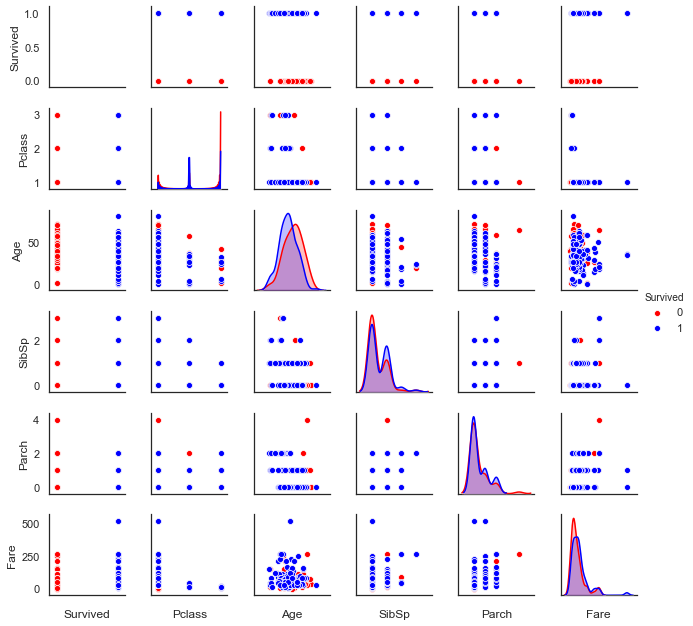 1.0
Survived
0.5
0.0
3
Pclass
2
1
50
Age
0
2
SibSp
0
4
Parch
2
0
500
Fare
250
0
Survived
0
1
Survived Pclass Age SibSp Parch Fare